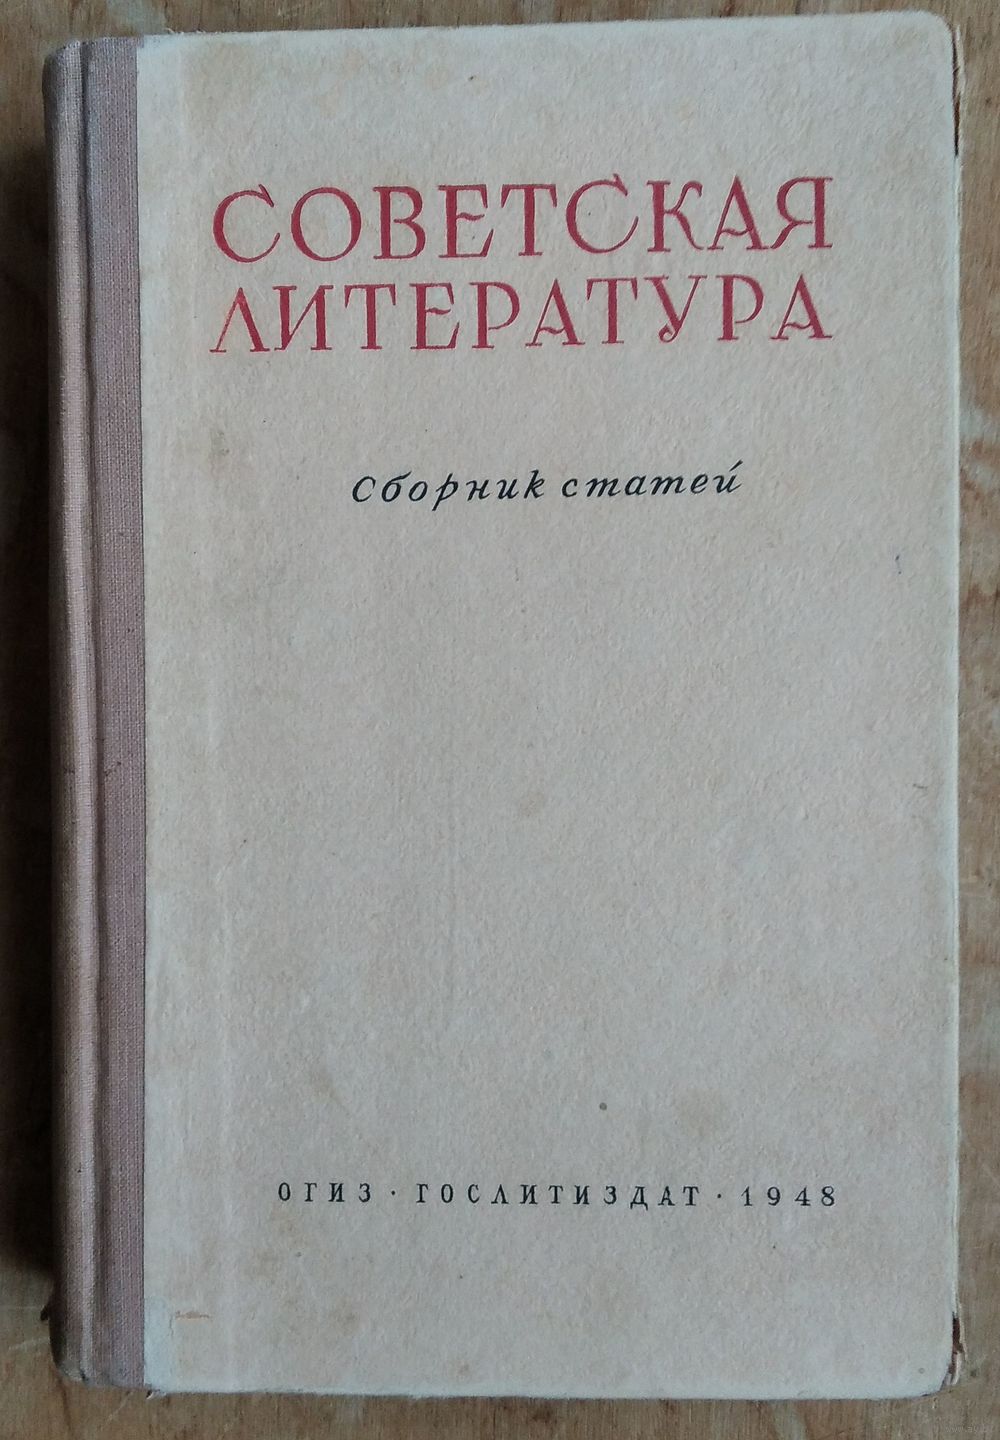 СОВЕТСКАЯ
ЛИТЕРАТУРА
Сборник статей
ОГИЗ · ГОСЛИТИЗДАТ · 1948